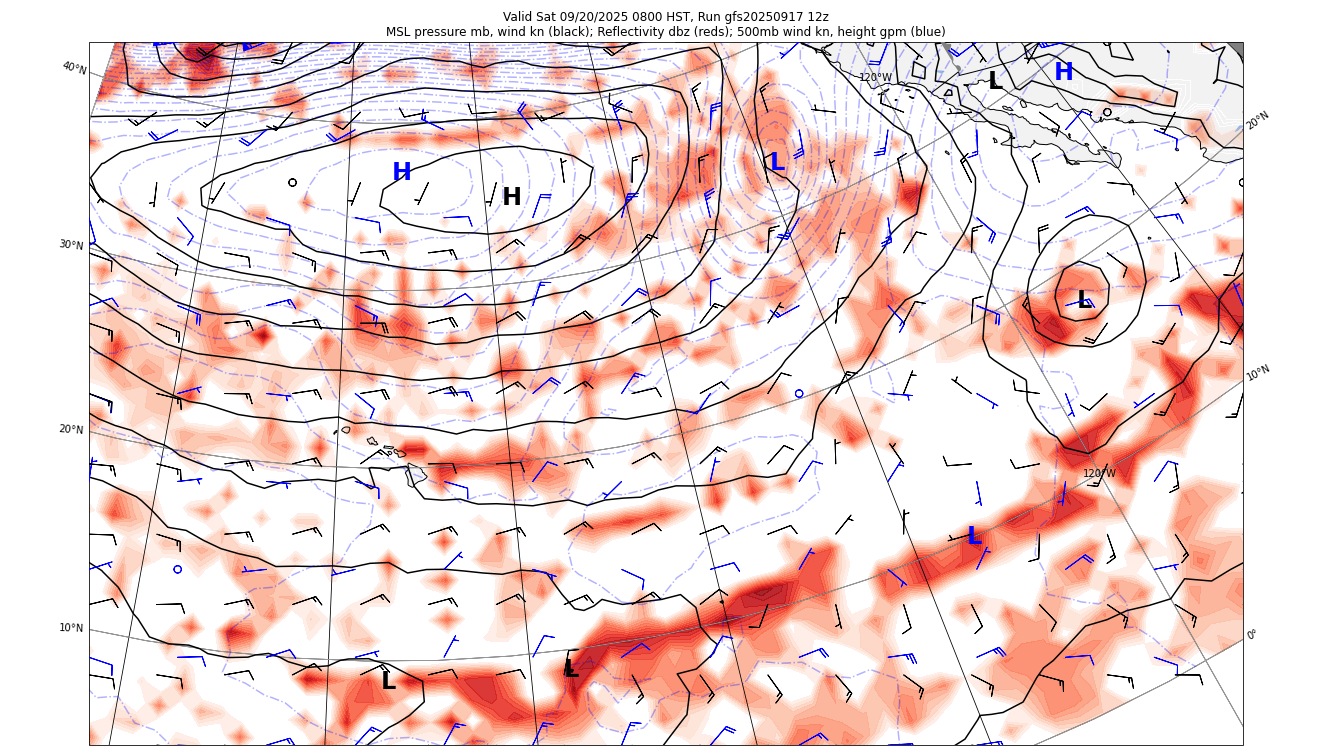 Valid Sat 09/20/2025 0800 HST, Run gfs20250917 12z
MSL pressure mb, wind kn (black); Reflectivity dbz (reds); 500mb wind kn, height gpm (blue)
40°N
120°W
L
H
20°N
L
H
H
30°N
L
10°N
20°N
120°W
L
10°N
0°
L
L